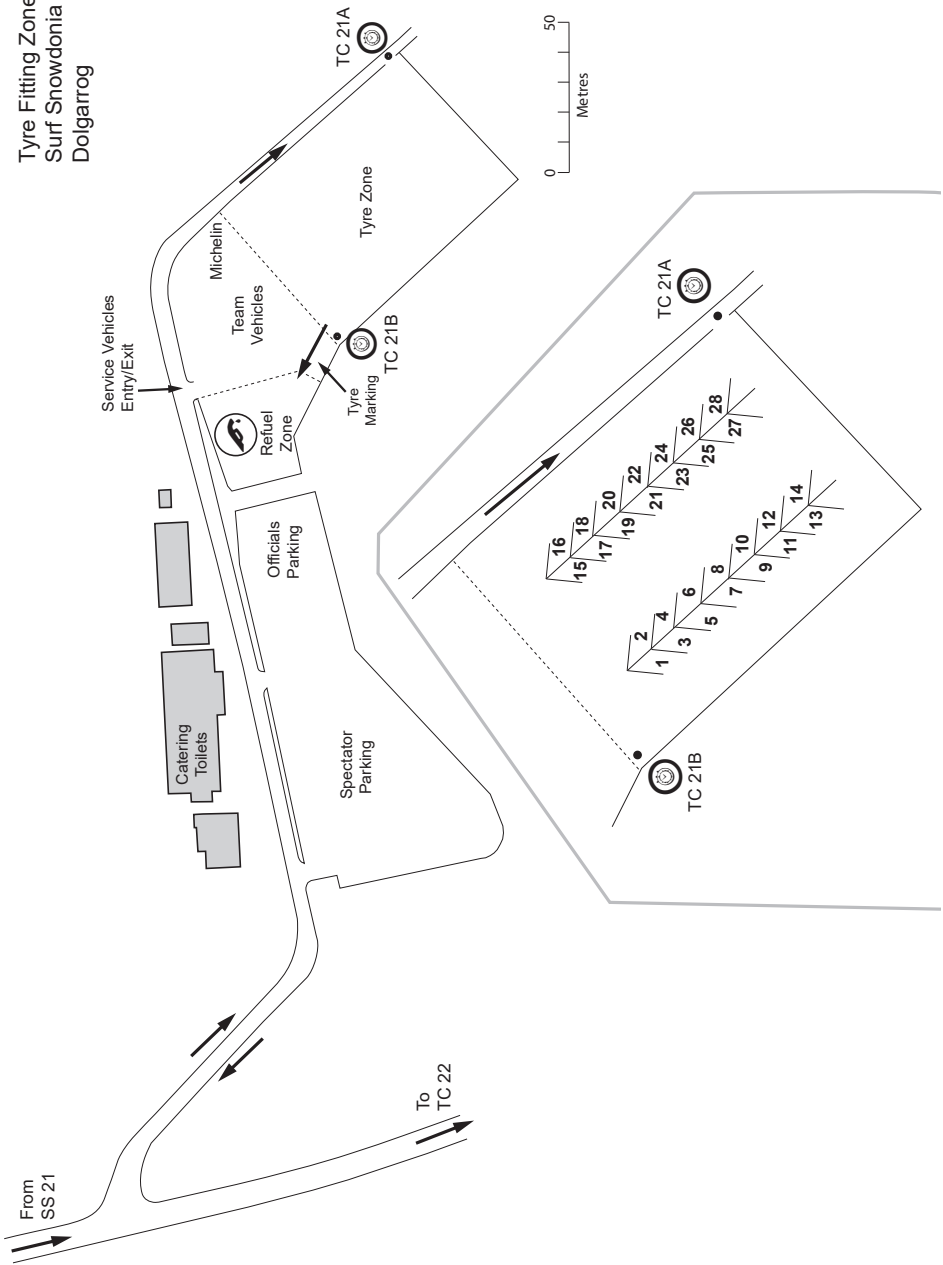 Tyre Fitting Zone
Surf Snowdonia
Dolgarrog
From
SS 21
To
TC 22
Catering
Toilets
Spectator
Parking
Officials
Parking
Service Vehicles
Entry/Exit
Refuel
Zone
Tyre
Marking
Team
Vehicles
Michelin
Tyre Zone
TC 21A
TC 21B
0
50
Metres
TC 21A
TC 21B
1
2
3
4
5
6
7
8
9
10
11
12
13
14
15
16
17
18
19
20
21
22
23
24
25
26
27
28